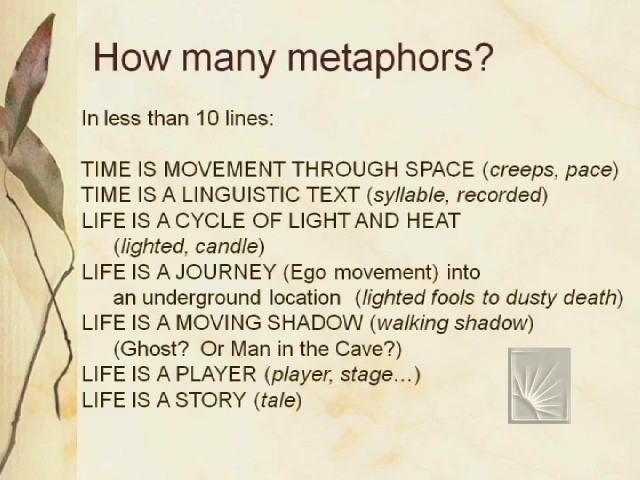 How many metaphors?
In less than 10 lines:
TIME IS MOVEMENT THROUGH SPACE (creeps, pace)
TIME IS A LINGUISTIC TEXT (syllable, recorded)
LIFE IS A CYCLE OF LIGHT AND HEAT
(lighted, candle)
LIFE IS A JOURNEY (Ego movement) into
an underground location (lighted fools to dusty death)
LIFE IS A MOVING SHADOW (walking shadow)
(Ghost? Or Man in the Cave?)
LIFE IS A PLAYER (player, stage…)
LIFE IS A STORY (tale)